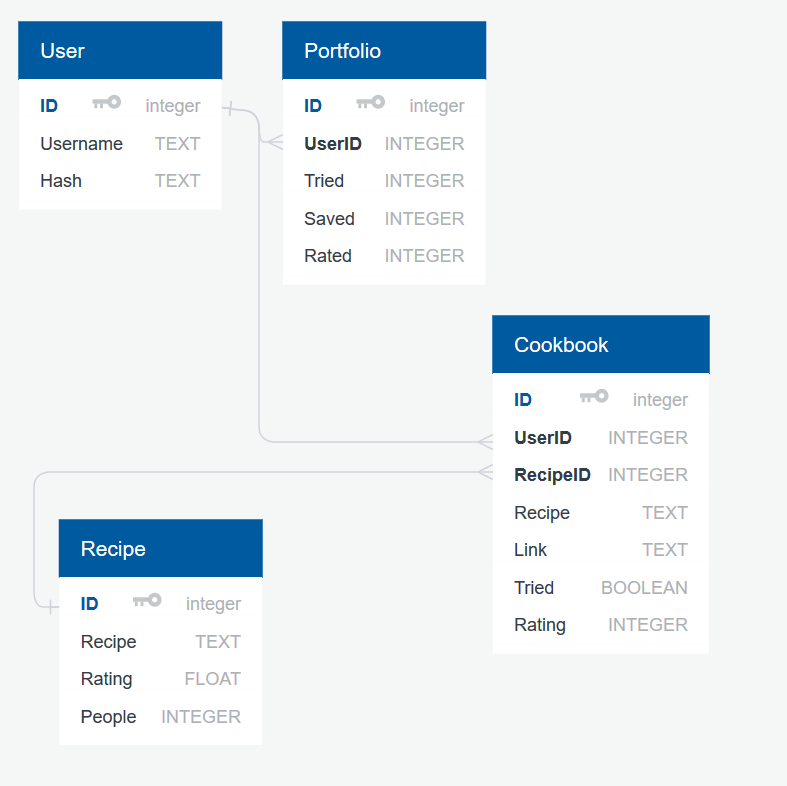 User
ID integer
Username TEXT
Hash TEXT
Portfolio
ID integer
UserID INTEGER
Tried INTEGER
Saved INTEGER
Rated INTEGER
Cookbook
ID integer
UserID INTEGER
RecipeID INTEGER
Recipe TEXT
Link TEXT
Tried BOOLEAN
Rating INTEGER
Recipe
ID integer
Recipe TEXT
Rating FLOAT
People INTEGER